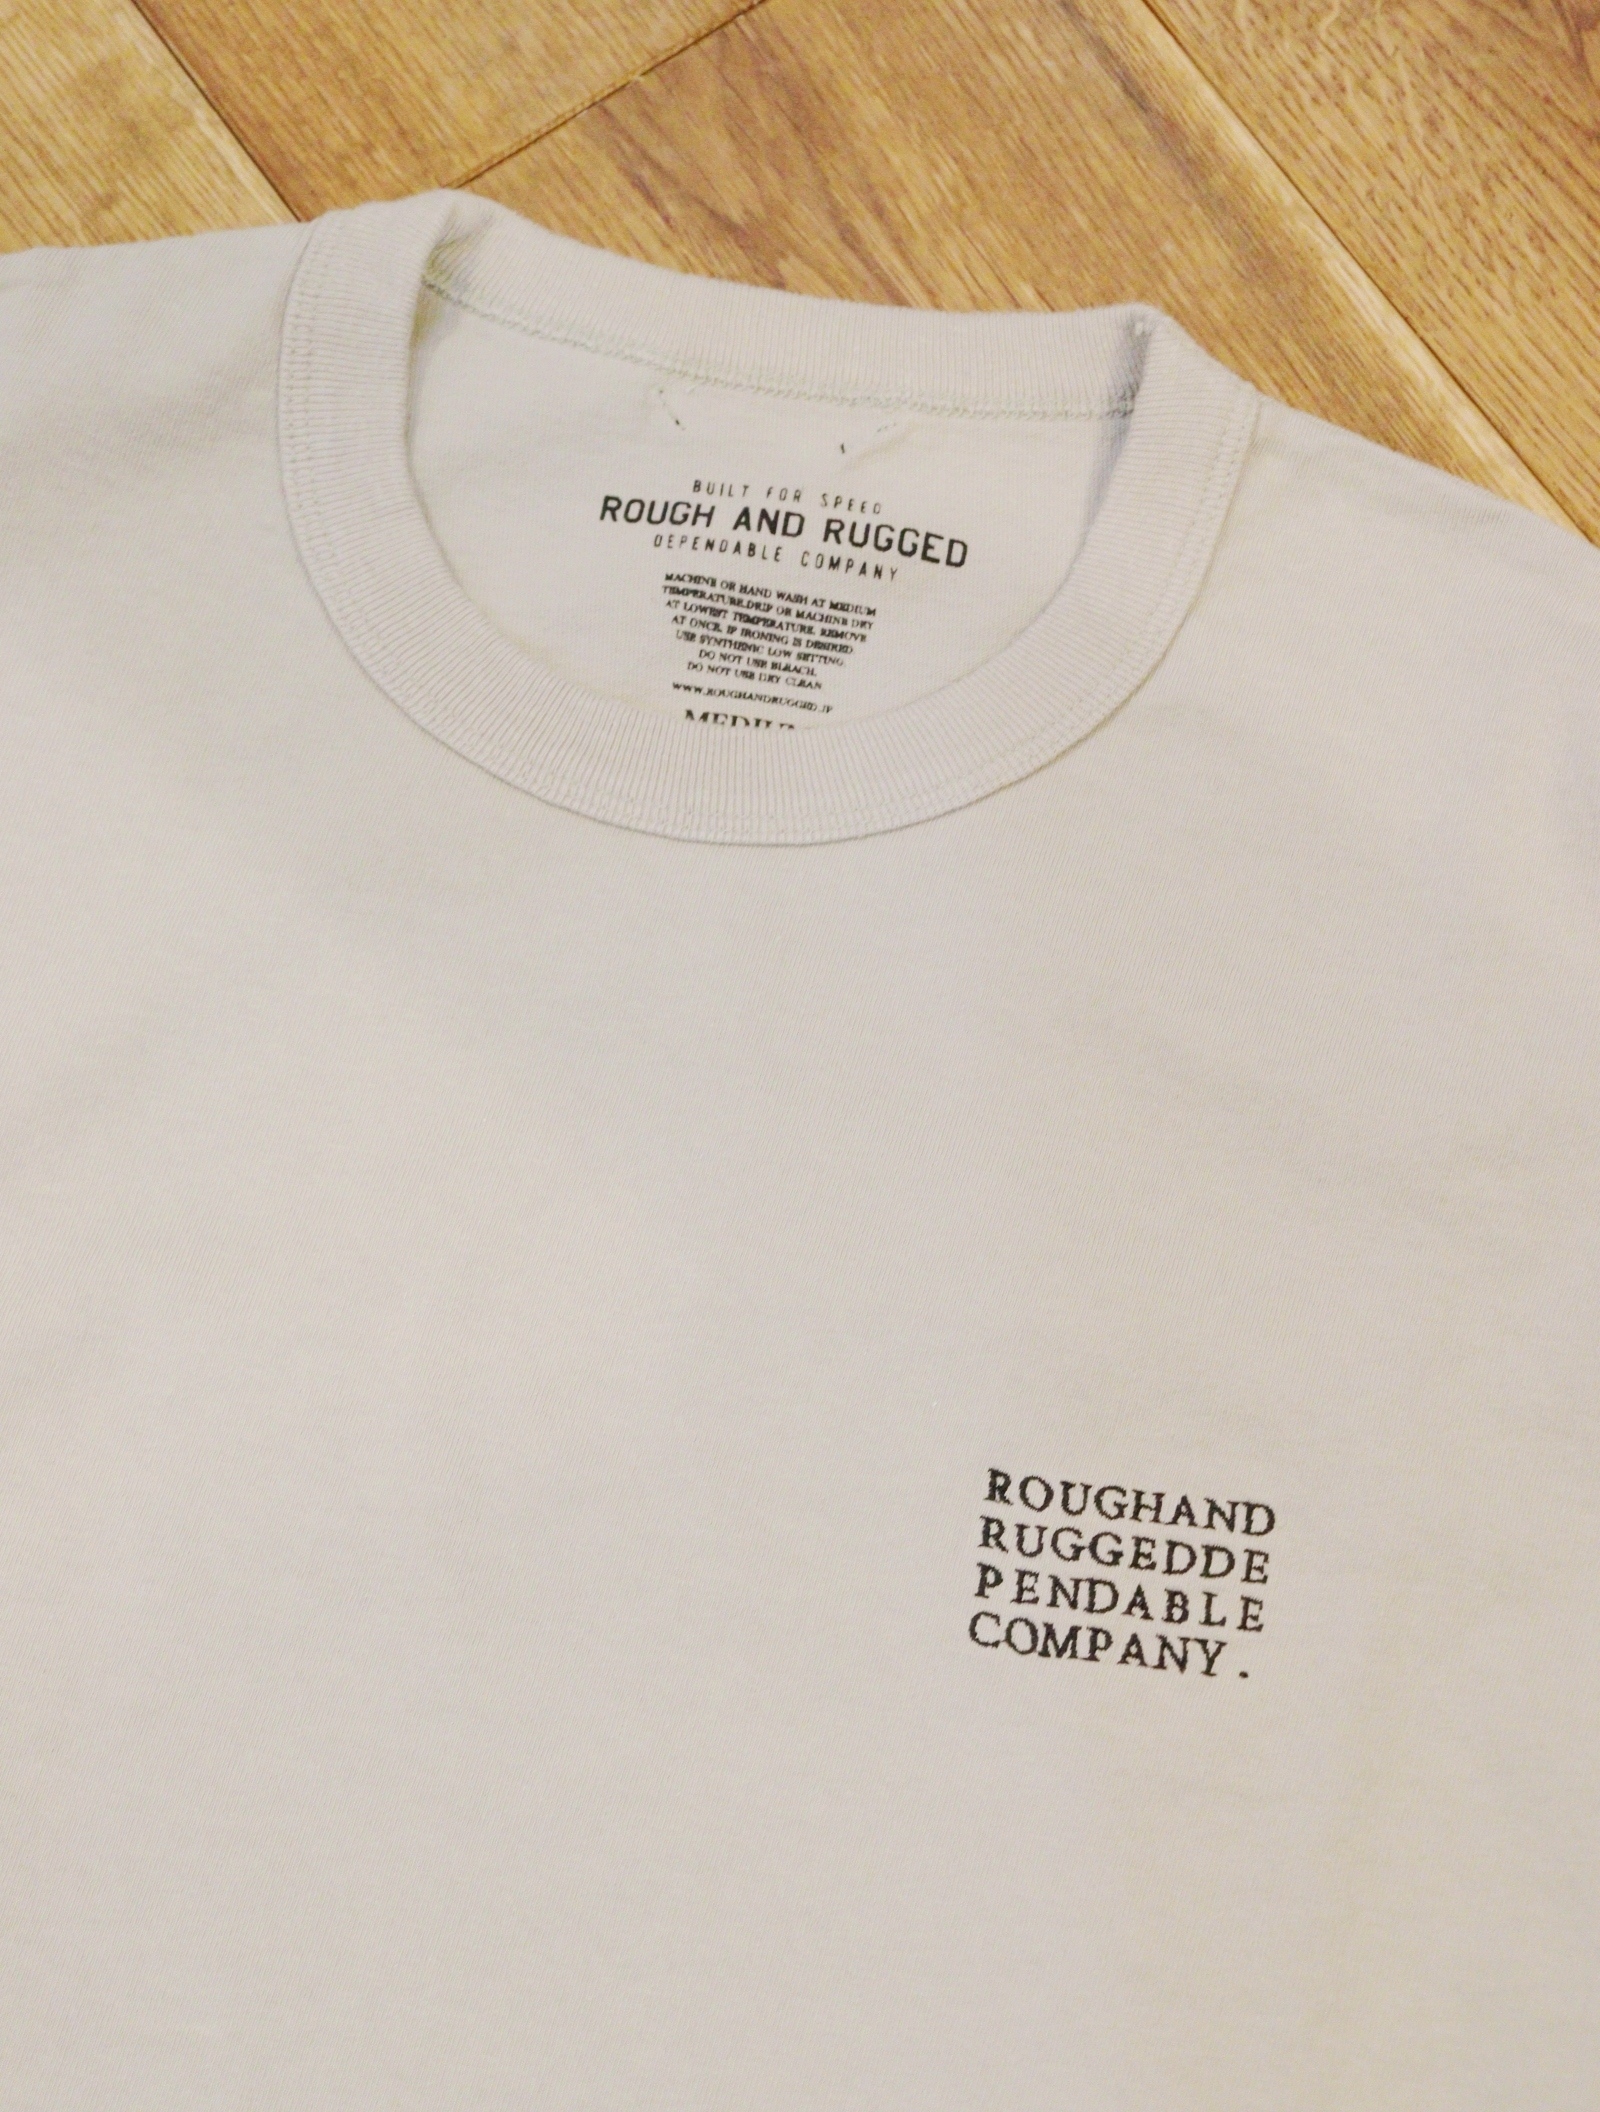 BUILT FOR SPEED
ROUGH AND RUGGED
DEPENDABLE COMPANY
MACHINE OR HAND WASH AT MEDIUM
TEMPERATURE.DRIP OR MACHINE DRY
AT LOWEST TEMPERATURE. REMOVE
AT ONCE. IF IRONING IS DESIRED
USE SYNTHENIC LOW SETTING.
DO NOT USE BLEACH.
DO NOT USE DRY CLEAN
WWW.ROUGHANDRUGGED.JP
ROUGHAND
RUGGEDDE
PENDABLE
COMPANY.